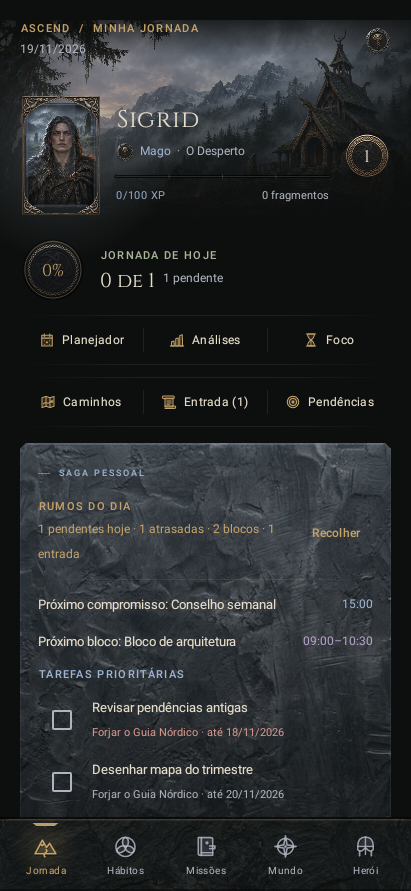 ASCEND / MINHA JORNADA
19/11/2026
Sigrid
Mago · O Desperto
1
0/100 XP
0 fragmentos
0%
JORNADA DE HOJE
0 DE 1 1 pendente
Planejador
Análises
Foco
Caminhos
Entrada (1)
Pendências
SAGA PESSOAL
RUMOS DO DIA
1 pendentes hoje · 1 atrasadas · 2 blocos · 1
entrada
Recolher
Próximo compromisso: Conselho semanal 15:00
Próximo bloco: Bloco de arquitetura 09:00–10:30
TAREFAS PRIORITÁRIAS
Revisar pendências antigas
Forjar o Guia Nórdico · até 18/11/2026
Desenhar mapa do trimestre
Forjar o Guia Nórdico · até 20/11/2026
Jornada
Hábitos
Missões
Mundo
Herói